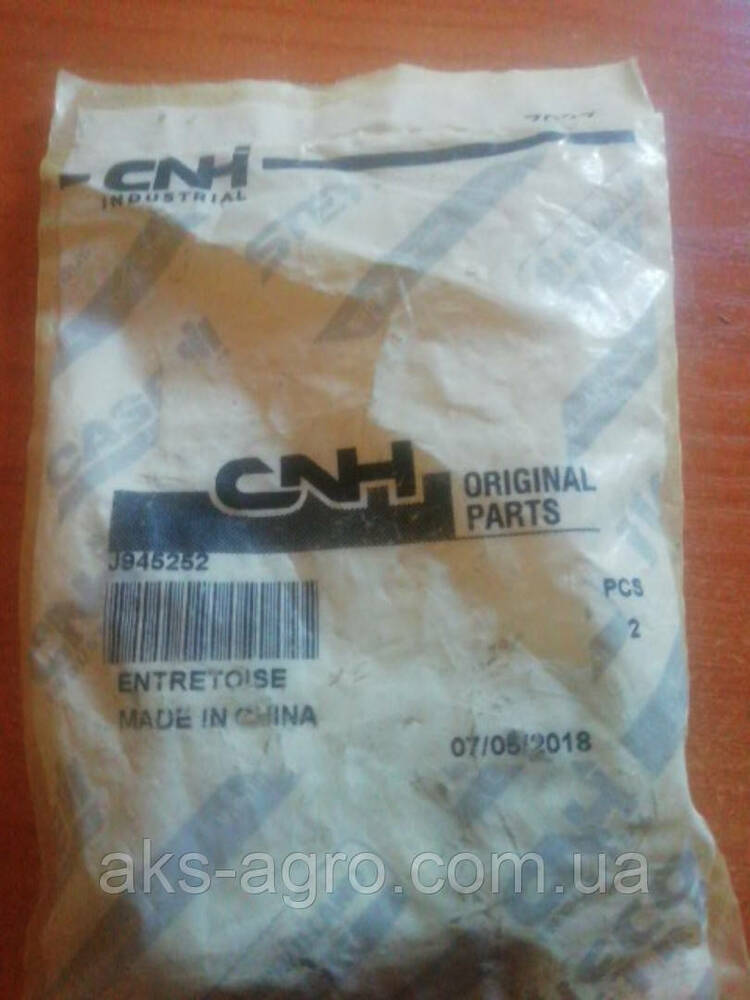 CNH
INDUSTRIAL
CNH
ORIGINAL
PARTS
J945252
PCS
2
ENTRETOISE
MADE IN CHINA
07/05/2018
aks-agro.com.ua